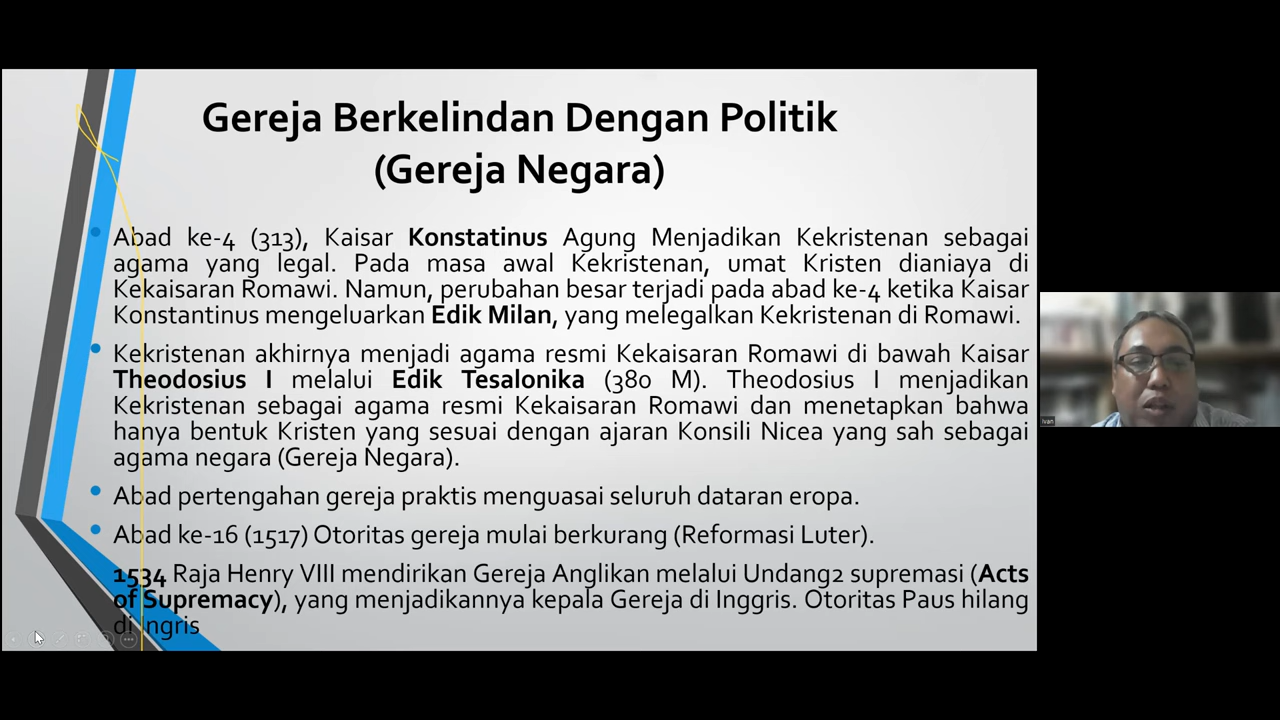 Gereja Berkelindan Dengan Politik
(Gereja Negara)
• Abad ke-4 (313), Kaisar Konstatinus Agung Menjadikan Kekristenan sebagai
agama yang legal. Pada masa awal Kekristenan, umat Kristen dianiaya di
Kekaisaran Romawi. Namun, perubahan besar terjadi pada abad ke-4 ketika Kaisar
Konstantinus mengeluarkan Edik Milan, yang melegalkan Kekristenan di Romawi.
• Kekristenan akhirnya menjadi agama resmi Kekaisaran Romawi di bawah Kaisar
Theodosius I melalui Edik Tesalonika (380 M). Theodosius I menjadikan
Kekristenan sebagai agama resmi Kekaisaran Romawi dan menetapkan bahwa
hanya bentuk Kristen yang sesuai dengan ajaran Konsili Nicea yang sah sebagai
agama negara (Gereja Negara).
• Abad pertengahan gereja praktis menguasai seluruh dataran eropa.
• Abad ke-16 (1517) Otoritas gereja mulai berkurang (Reformasi Luter).
1534 Raja Henry VIII mendirikan Gereja Anglikan melalui Undang2 supremasi (Acts
of Supremacy), yang menjadikannya kepala Gereja di Inggris. Otoritas Paus hilang
di Ingris
Ivan